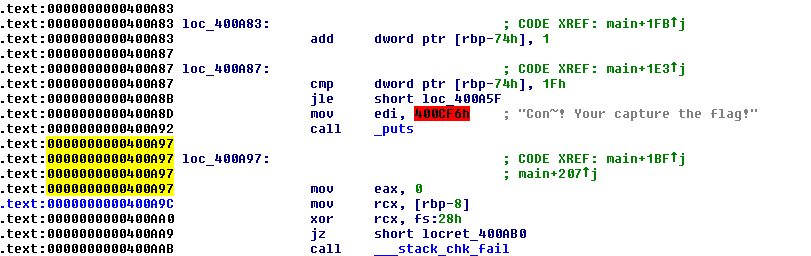 .text:0000000000400A83
.text:0000000000400A83 loc_400A83: ; CODE XREF: main+1FB↑j
.text:0000000000400A83 add dword ptr [rbp-74h], 1
.text:0000000000400A87
.text:0000000000400A87 loc_400A87: ; CODE XREF: main+1E3↑j
.text:0000000000400A87 cmp dword ptr [rbp-74h], 1Fh
.text:0000000000400A8B jle short loc_400A5F
.text:0000000000400A8D mov edi, 400CF6h ; "Con~! Your capture the flag!"
.text:0000000000400A92 call _puts
.text:0000000000400A97
.text:0000000000400A97 loc_400A97: ; CODE XREF: main+1BF↑j
.text:0000000000400A97 ; main+207↑j
.text:0000000000400A97 mov eax, 0
.text:0000000000400A9C mov rcx, [rbp-8]
.text:0000000000400AA0 xor rcx, fs:28h
.text:0000000000400AA9 jz short locret_400AB0
.text:0000000000400AAB call ___stack_chk_fail